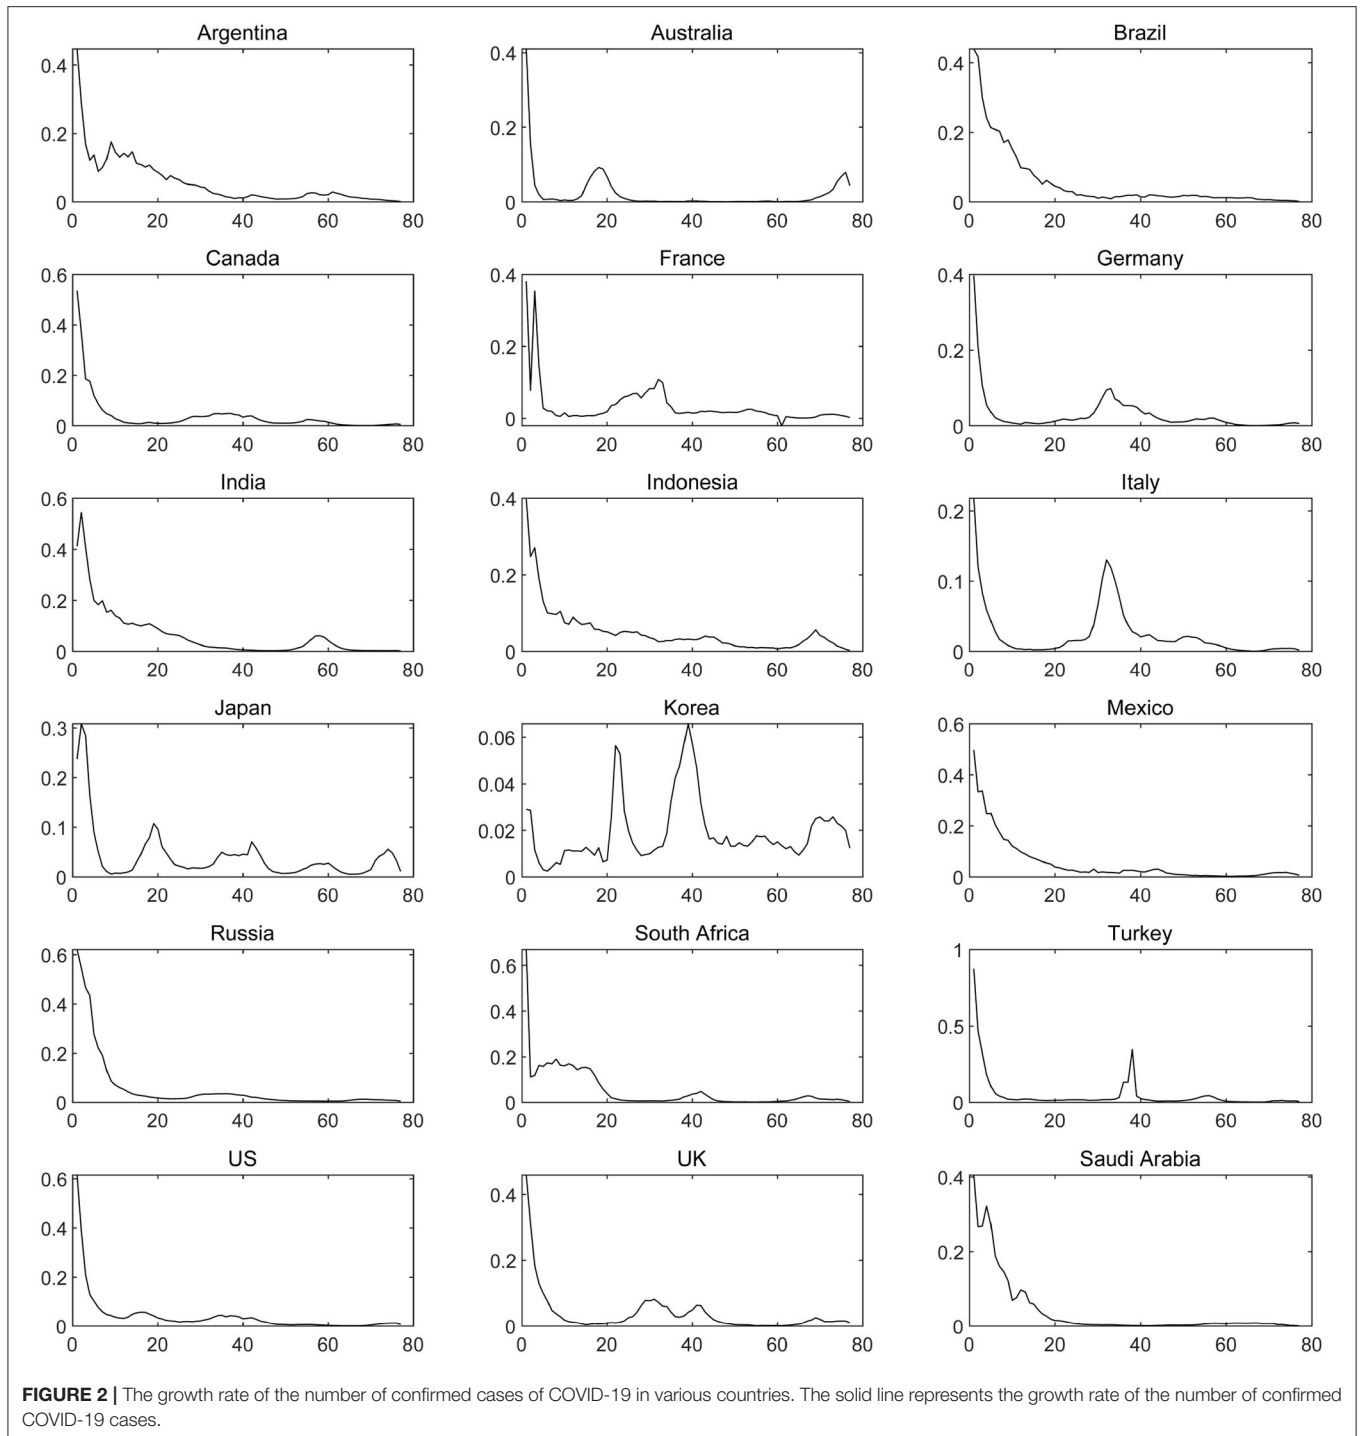 Argentina
0.4
0.2
0
0 20 40 60 80
Australia
0.4
0.2
0
0 20 40 60 80
Brazil
0.4
0.2
0
0 20 40 60 80
Canada
0.6
0.4
0.2
0
0 20 40 60 80
France
0.4
0.2
0
0 20 40 60 80
Germany
0.4
0.2
0
0 20 40 60 80
India
0.6
0.4
0.2
0
0 20 40 60 80
Indonesia
0.4
0.2
0
0 20 40 60 80
Italy
0.2
0.1
0
0 20 40 60 80
Japan
0.3
0.2
0.1
0
0 20 40 60 80
Korea
0.06
0.04
0.02
0
0 20 40 60 80
Mexico
0.6
0.4
0.2
0
0 20 40 60 80
Russia
0.6
0.4
0.2
0
0 20 40 60 80
South Africa
0.6
0.4
0.2
0
0 20 40 60 80
Turkey
1
0.5
0
0 20 40 60 80
US
0.6
0.4
0.2
0
0 20 40 60 80
UK
0.4
0.2
0
0 20 40 60 80
Saudi Arabia
0.4
0.2
0
0 20 40 60 80
FIGURE 2 | The growth rate of the number of confirmed cases of COVID-19 in various countries. The solid line represents the growth rate of the number of confirmed
COVID-19 cases.